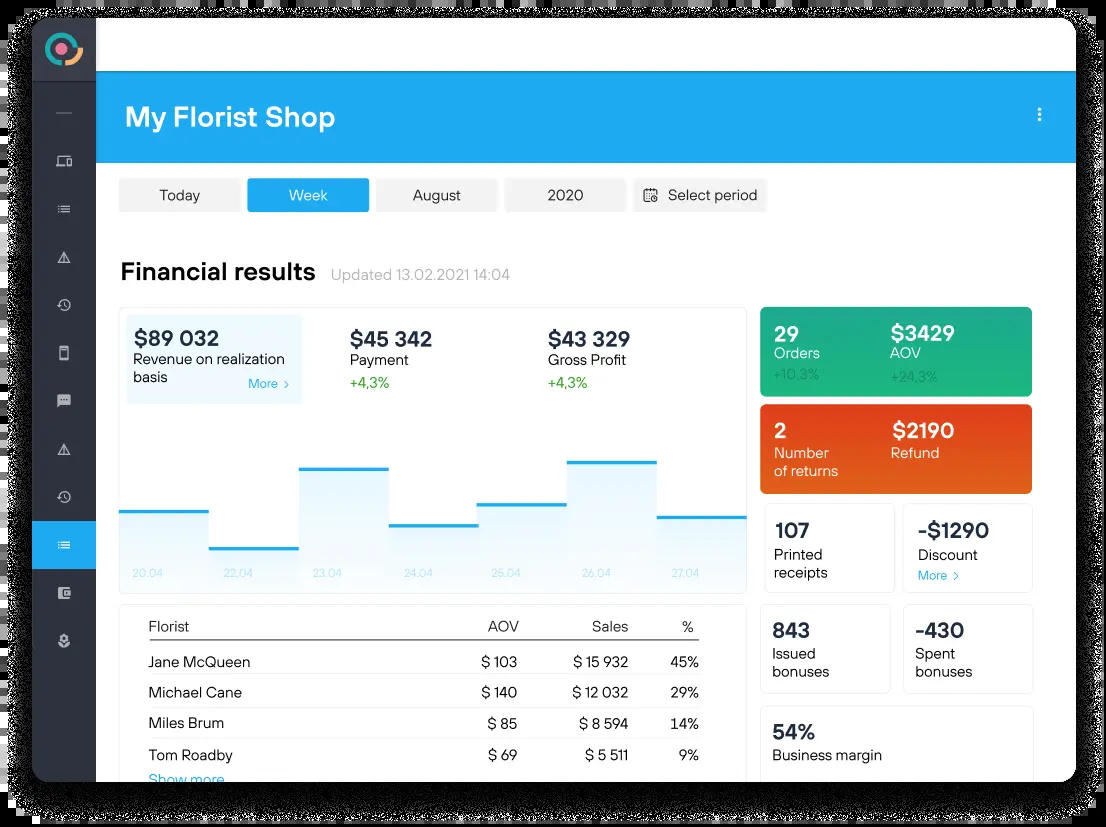 My Florist Shop
Today
Week
August
2020
Select period
Financial results
Updated 13.02.2021 14:04
$89 032
Revenue on realization
basis
More >
$45 342
Payment
+4,3%
$43 329
Gross Profit
+4,3%
29
Orders
+10,3%
$3429
AOV
+24,3%
2
Number
of returns
$2190
Refund
20.04
22,04
23.04
24.04
25.04
26.04
27.04
107
Printed
receipts
-$1290
Discount
More >
843
Issued
bonuses
-430
Spent
bonuses
54%
Business margin
Florist AOV Sales %
Jane McQueen $ 103 $ 15 932 45%
Michael Cane $ 140 $ 12 032 29%
Miles Brum $ 85 $ 8 594 14%
Tom Roadby $ 69 $ 5 511 9%
Show more